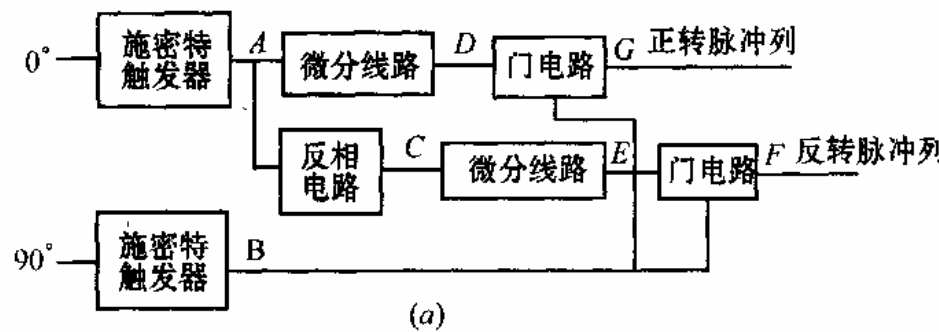 0°
施密特
触发器
A
微分线路
D
门电路
G 正转脉冲列
反相
电路
C
微分线路
E
门电路
F 反转脉冲列
90°
施密特
触发器
B
(a)